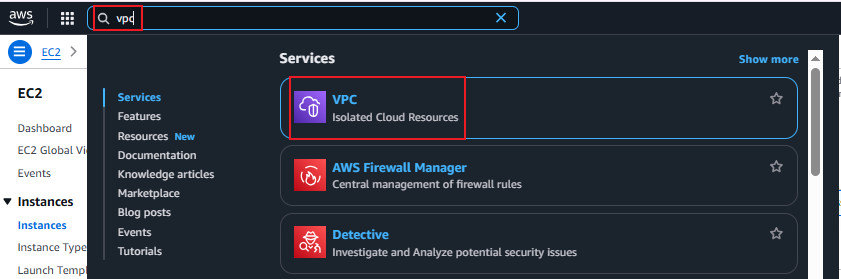 aws
vpc
EC2
EC2
Dashboard
EC2 Global Vi
Events
Instances
Instances
Instance Type
Launch Templ
Services
Features
Resources New
Documentation
Knowledge articles
Marketplace
Blog posts
Events
Tutorials
Services
Show more
VPC
Isolated Cloud Resources
AWS Firewall Manager
Central management of firewall rules
Detective
Investigate and Analyze potential security issues